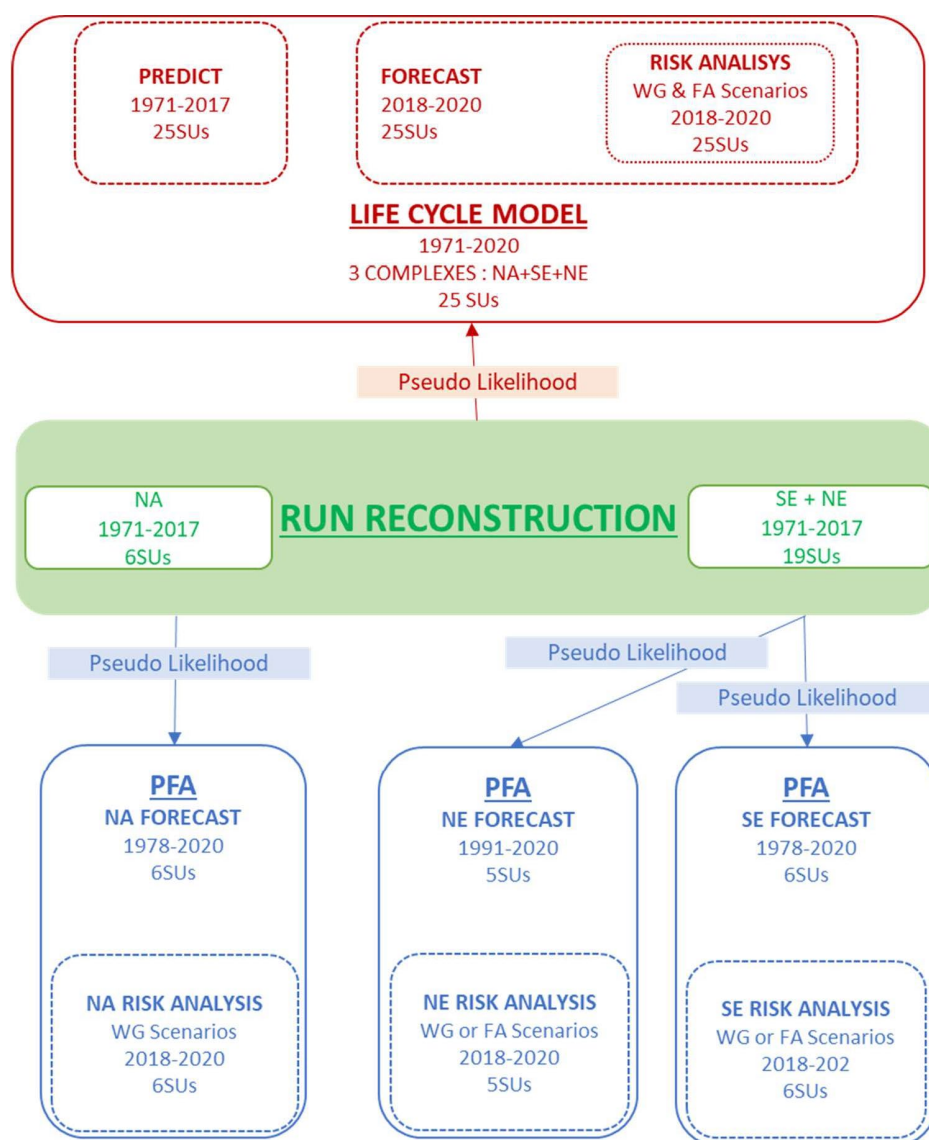 PREDICT
1971-2017
25SUs
FORECAST
2018-2020
25SUs
RISK ANALISYS
WG & FA Scenarios
2018-2020
25SUs
LIFE CYCLE MODEL
1971-2020
3 COMPLEXES : NA+SE+NE
25 SUs
Pseudo Likelihood
NA
1971-2017
6SUs
RUN RECONSTRUCTION
SE + NE
1971-2017
19SUs
Pseudo Likelihood
Pseudo Likelihood
Pseudo Likelihood
PFA
NA FORECAST
1978-2020
6SUs
NA RISK ANALYSIS
WG Scenarios
2018-2020
6SUs
PFA
NE FORECAST
1991-2020
5SUs
NE RISK ANALYSIS
WG or FA Scenarios
2018-2020
5SUs
PFA
SE FORECAST
1978-2020
6SUs
SE RISK ANALYSIS
WG or FA Scenarios
2018-202
6SUs